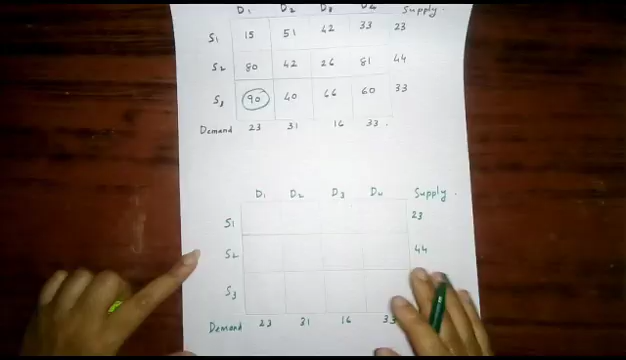 D1 D2 D3 D4 Supply
S1 15 51 42 33 23
S2 80 42 26 81 44
S3 90 40 66 60 33
Demand 23 31 16 33
D1 D2 D3 D4 Supply
S1 23
S2 44
S3
Demand 23 31 16 33